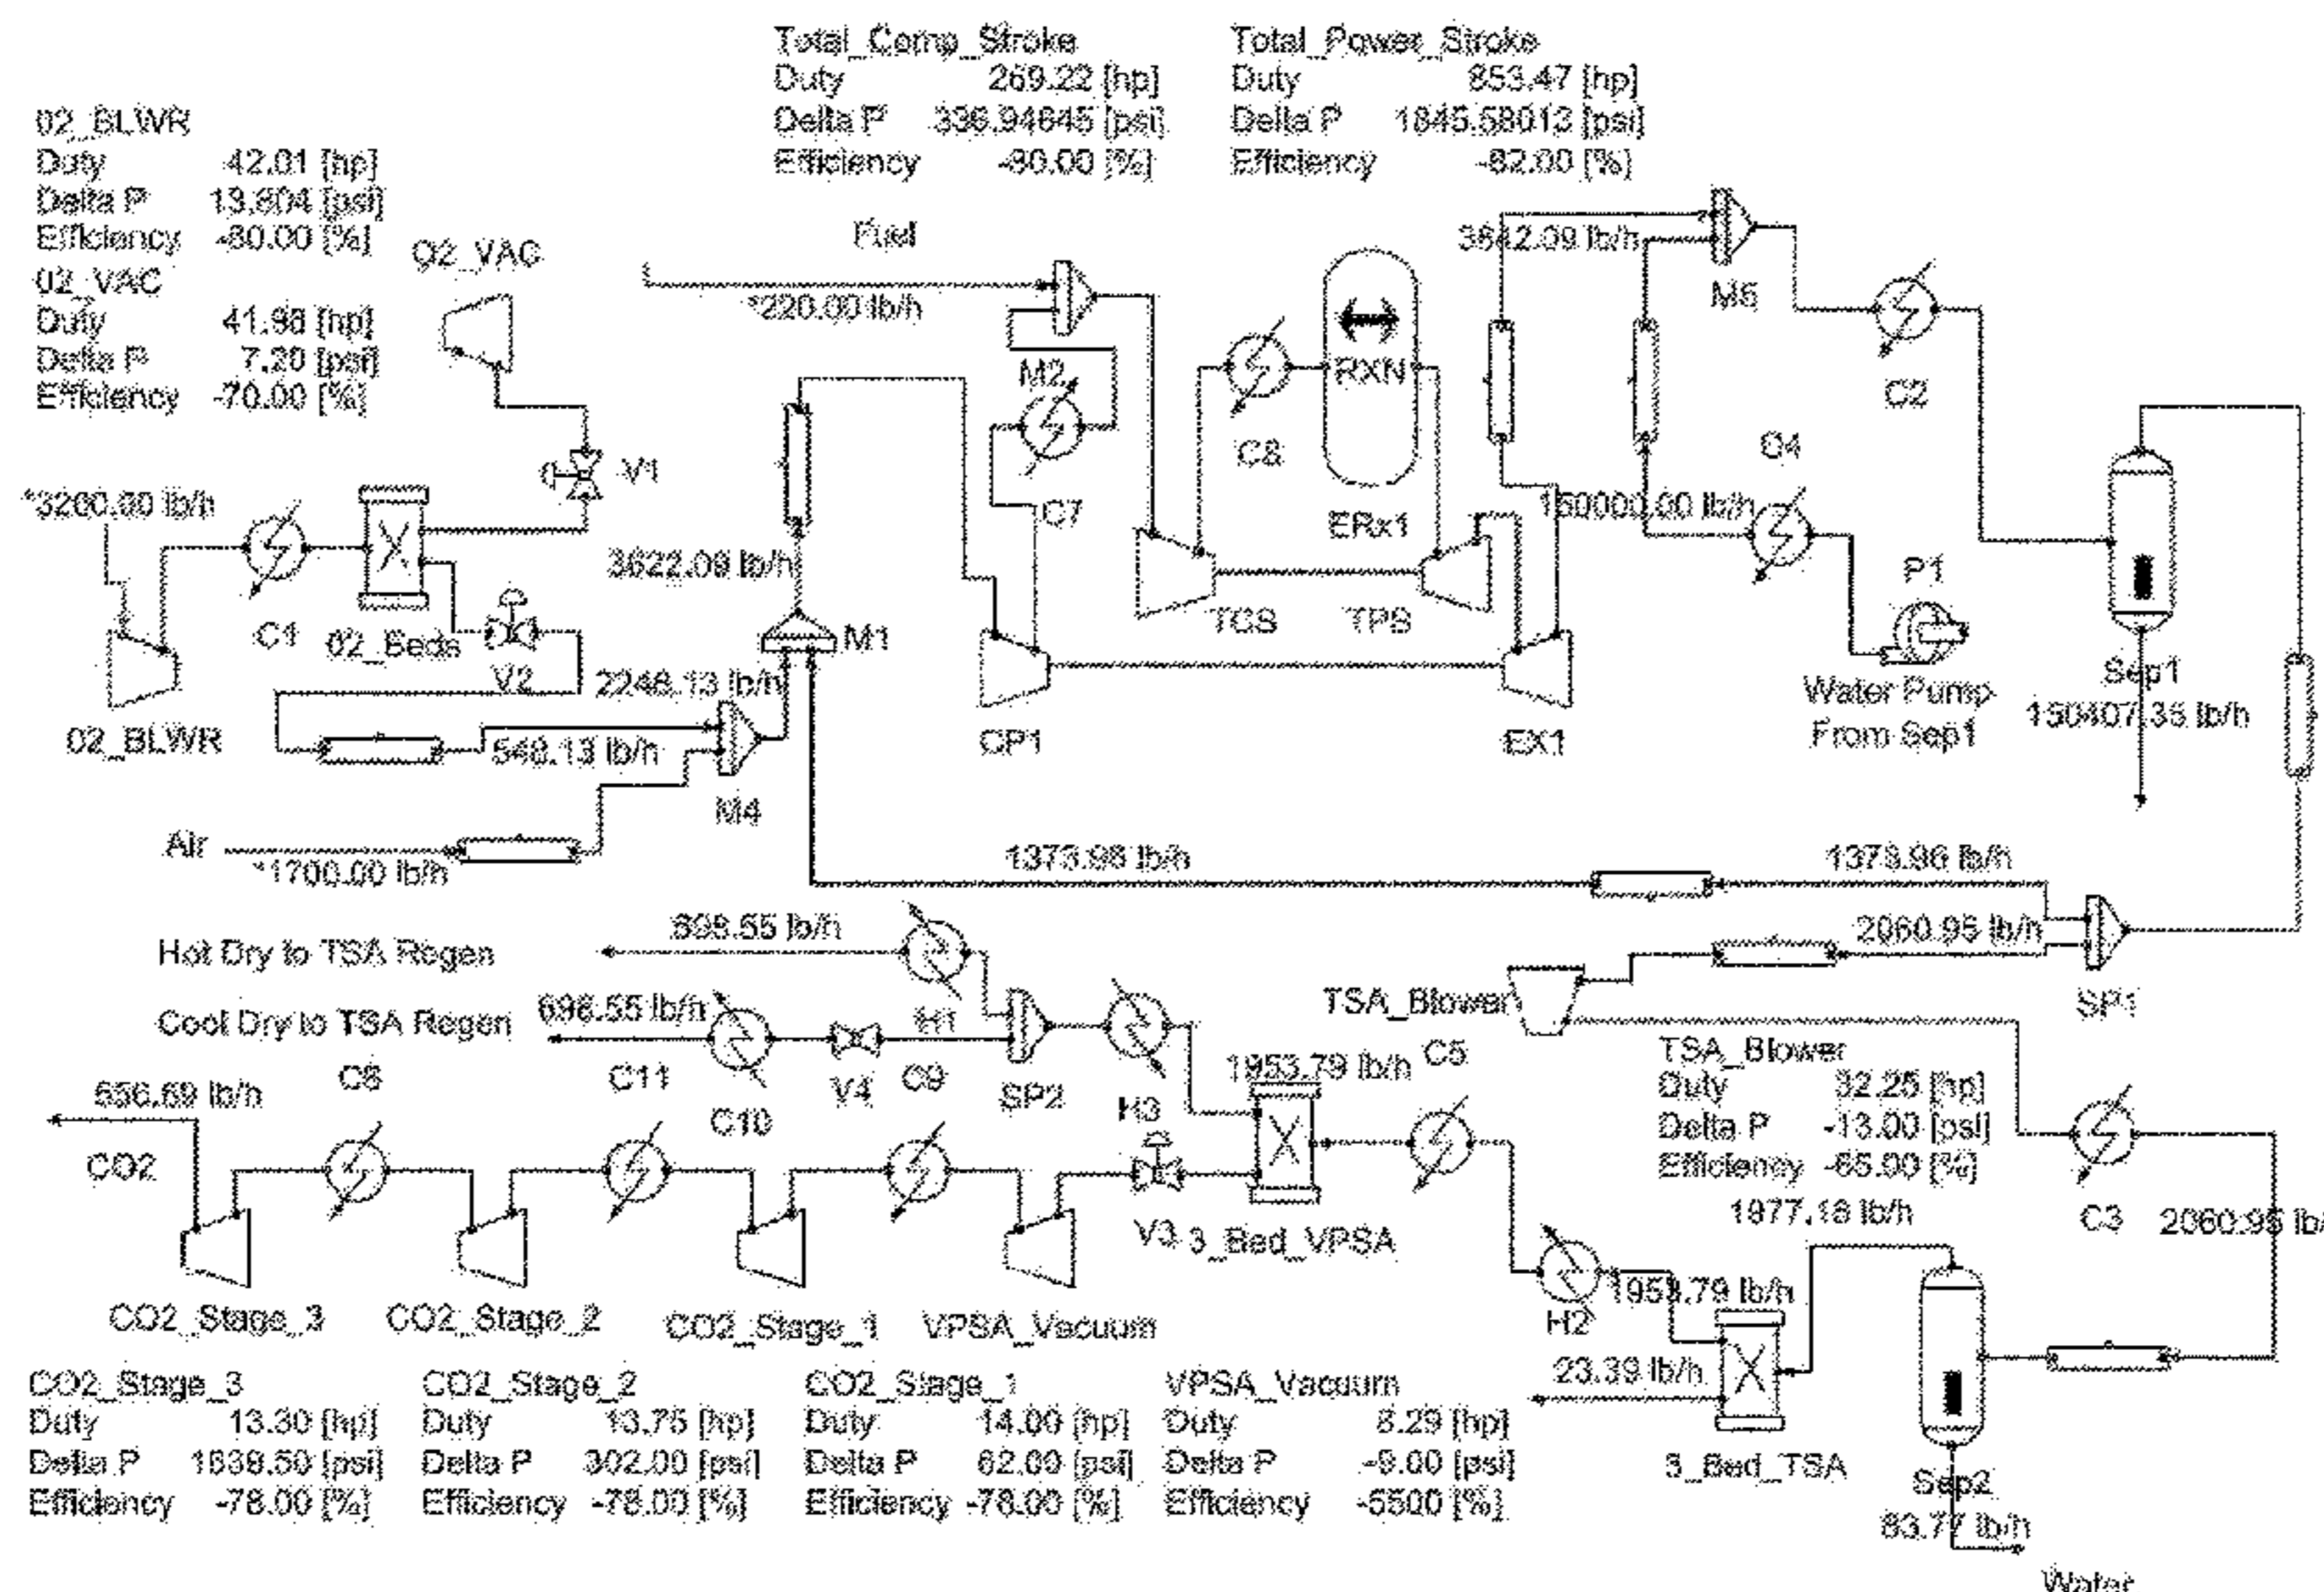 Total_Comp_Stroke
Duty 269.22 [hp]
Delta P 336.94645 [psi]
Efficiency -80.00 [%]
Total_Power_Stroke
Duty 853.47 [hp]
Delta P 1845.58013 [psi]
Efficiency -82.00 [%]
02_BLWR
Duty 42.01 [hp]
Delta P 13.804 [psi]
Efficiency -80.00 [%]
02_VAC
Duty 41.98 [hp]
Delta P 7.20 [psi]
Efficiency -70.00 [%]
O2_VAC
Fuel
*220.00 lb/h
M2
C8
RXN
ERx1
3842.09 lb/h
M5
C2
V1
*3200.00 lb/h
C1
02_Beds
V2
02_BLWR
3622.09 lb/h
M1
C7
TCS
TPS
CP1
EX1
150000.00 lb/h
P1
Water Pump
From Sep1
Sep1
150407.35 lb/h
2248.13 lb/h
548.13 lb/h
M4
Air
*1700.00 lb/h
1373.96 lb/h
1373.96 lb/h
2060.95 lb/h
SP1
Hot Dry to TSA Regen
698.55 lb/h
H1
Cool Dry to TSA Regen
698.55 lb/h
C11
C10
V4
C9
SP2
H3
1953.79 lb/h
C5
TSA_Blower
TSA_Blower
Duty 32.25 [hp]
Delta P -13.00 [psi]
Efficiency -65.00 [%]
C3
2060.95 lb/
1977.18 lb/h
656.69 lb/h
CO2
V3
3_Bed_VPSA
H2
1953.79 lb/h
23.39 lb/h
3_Bed_TSA
Sep2
83.77 lb/h
Water
CO2_Stage_3
CO2_Stage_2
CO2_Stage_1
VPSA_Vacuum
CO2_Stage_3
Duty 13.30 [hp]
Delta P 1838.50 [psi]
Efficiency -78.00 [%]
CO2_Stage_2
Duty 13.75 [hp]
Delta P 302.00 [psi]
Efficiency -78.00 [%]
CO2_Stage_1
Duty 14.00 [hp]
Delta P 62.00 [psi]
Efficiency -78.00 [%]
VPSA_Vacuum
Duty 8.29 [hp]
Delta P -9.00 [psi]
Efficiency -5500 [%]